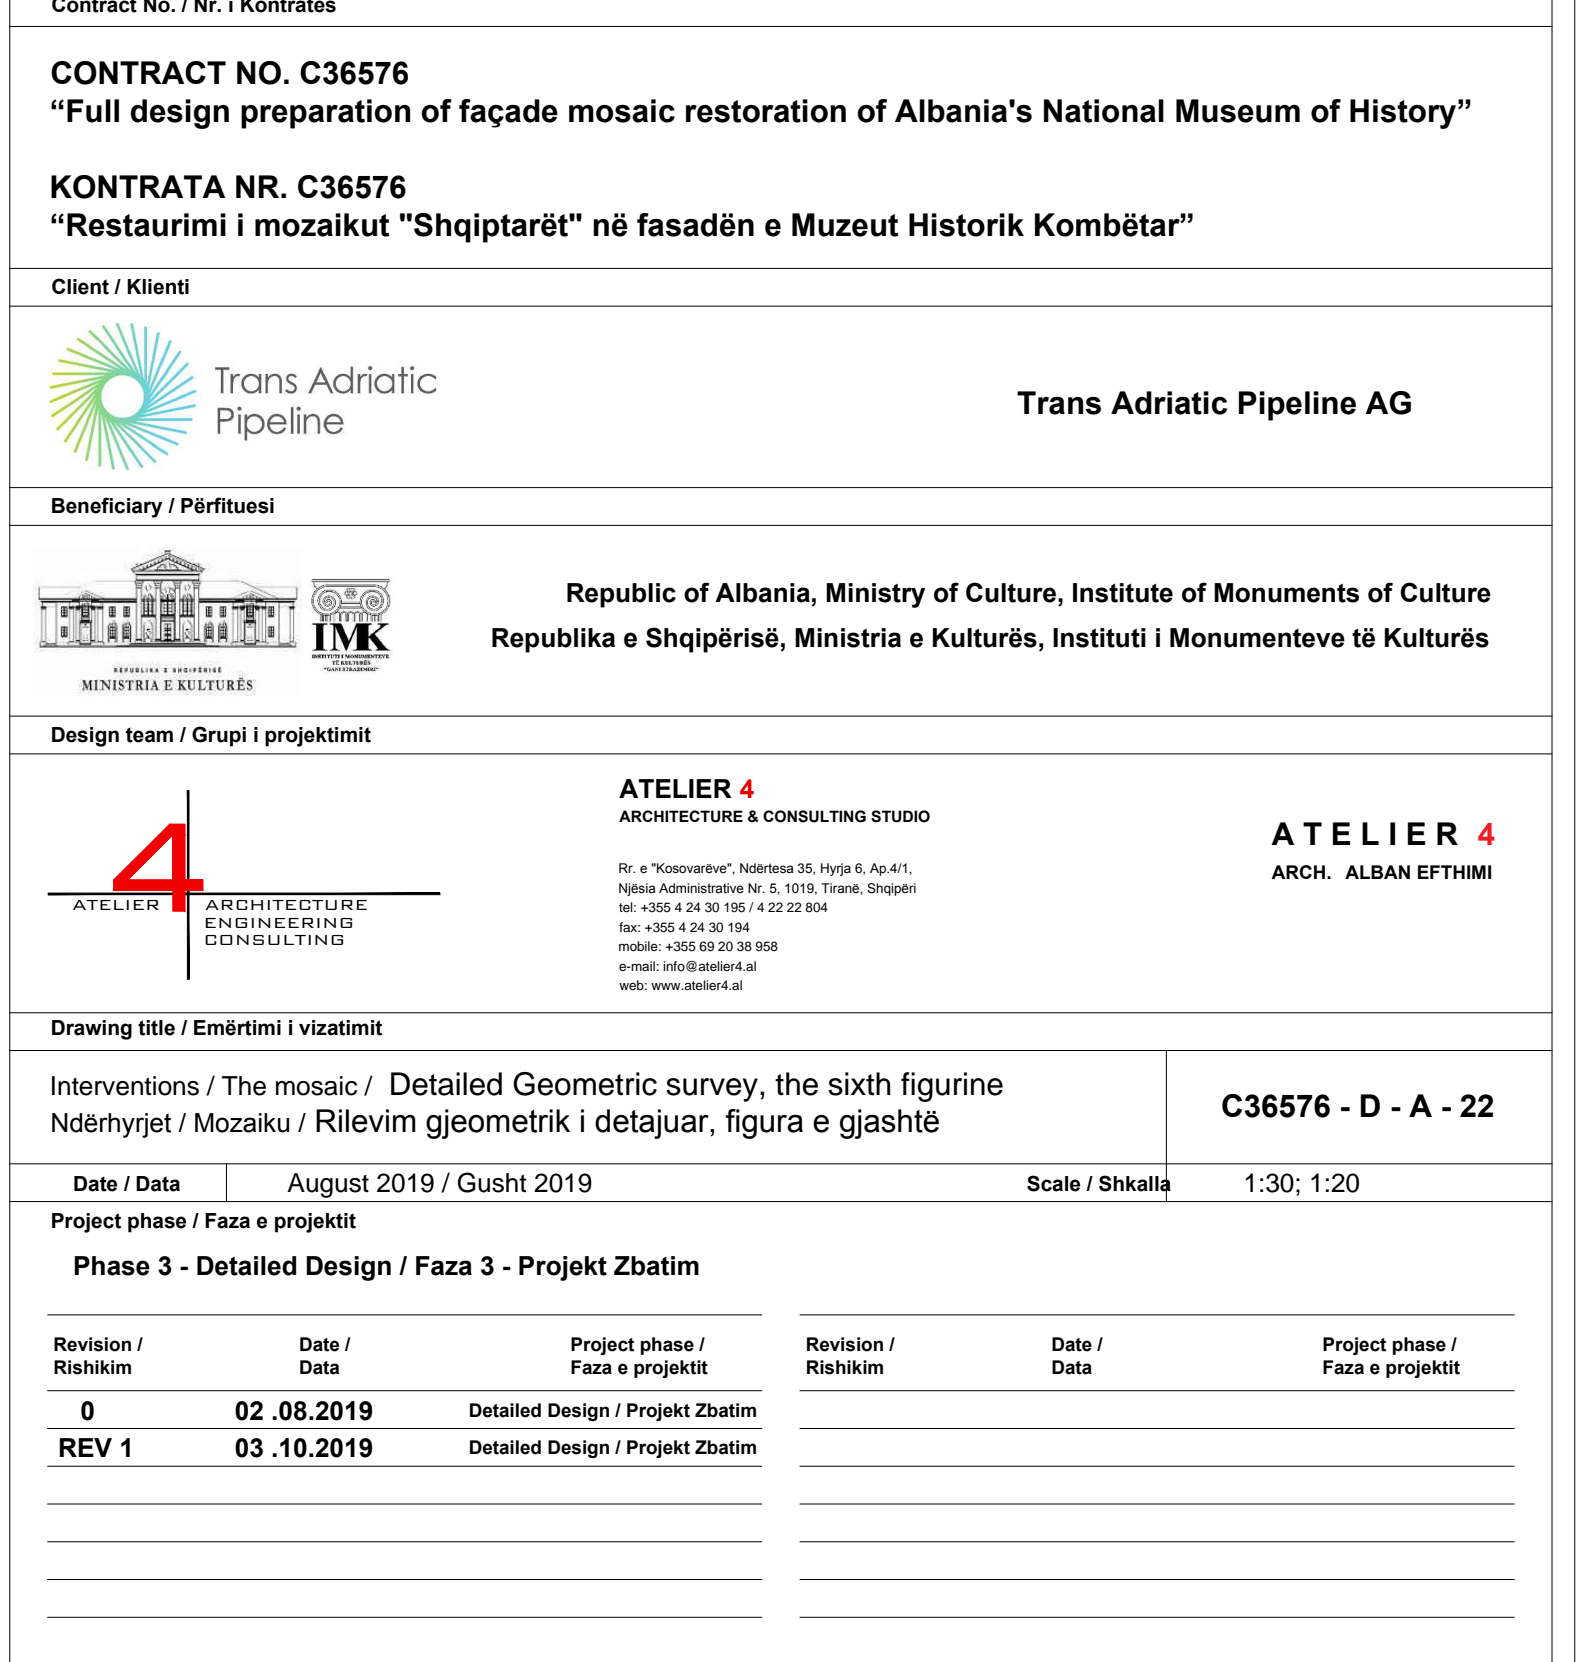 Contract No. / Nr. i Kontratës
CONTRACT NO. C36576
“Full design preparation of façade mosaic restoration of Albania's National Museum of History”
KONTRATA NR. C36576
“Restaurimi i mozaikut "Shqiptarët" në fasadën e Muzeut Historik Kombëtar”
Client / Klienti
Trans Adriatic
Pipeline
Trans Adriatic Pipeline AG
Beneficiary / Përfituesi
REPUBLIKA E SHQIPËRISË
MINISTRIA E KULTURËS
IMK
INSTITUTI I MONUMENTEVE
TË KULTURËS
"GANI STRAZIMIRI"
Republic of Albania, Ministry of Culture, Institute of Monuments of Culture
Republika e Shqipërisë, Ministria e Kulturës, Instituti i Monumenteve të Kulturës
Design team / Grupi i projektimit
4
ATELIER
ARCHITECTURE
ENGINEERING
CONSULTING
ATELIER 4
ARCHITECTURE & CONSULTING STUDIO
Rr. e "Kosovarëve", Ndërtesa 35, Hyrja 6, Ap.4/1,
Njësia Administrative Nr. 5, 1019, Tiranë, Shqipëri
tel: +355 4 24 30 195 / 4 22 22 804
fax: +355 4 24 30 194
mobile: +355 69 20 38 958
e-mail: info@atelier4.al
web: www.atelier4.al
ATELIER 4
ARCH. ALBAN EFTHIMI
Drawing title / Emërtimi i vizatimit
Interventions / The mosaic / Detailed Geometric survey, the sixth figurine
Ndërhyrjet / Mozaiku / Rilevim gjeometrik i detajuar, figura e gjashtë
C36576 - D - A - 22
Date / Data August 2019 / Gusht 2019 Scale / Shkalla 1:30; 1:20
Project phase / Faza e projektit
Phase 3 - Detailed Design / Faza 3 - Projekt Zbatim
Revision / Date / Project phase / Revision / Date / Project phase /
Rishikim Data Faza e projektit Rishikim Data Faza e projektit
0 02 .08.2019 Detailed Design / Projekt Zbatim
REV 1 03 .10.2019 Detailed Design / Projekt Zbatim